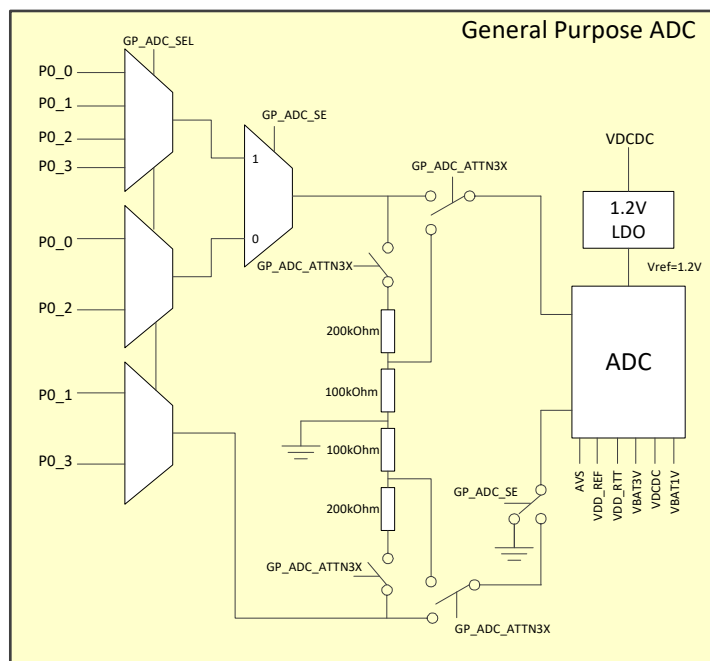 General Purpose ADC
GP_ADC_SEL
P0_0
P0_1
P0_2
P0_3
GP_ADC_SE
1
0
P0_0
P0_2
P0_1
P0_3
GP_ADC_ATTN3X
GP_ADC_ATTN3X
200kOhm
100kOhm
100kOhm
200kOhm
GP_ADC_ATTN3X
GP_ADC_ATTN3X
GP_ADC_SE
VDCDC
1.2V
LDO
Vref=1.2V
ADC
AVS
VDD_REF
VDD_RTT
VBAT3V
VDCDC
VBAT1V